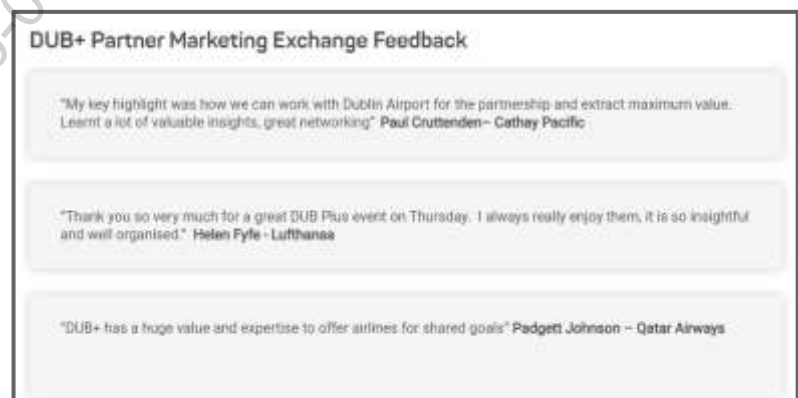 DUB+ Partner Marketing Exchange Feedback
"My key highlight was how we can work with Dublin Airport for the partnership and extract maximum value.
Learnt a lot of valuable insights, great networking" Paul Cruttenden– Cathay Pacific
"Thank you so very much for a great DUB Plus event on Thursday. I always really enjoy them, it is so insightful
and well organised." Helen Fyfe - Lufthansa
"DUB+ has a huge value and expertise to offer airlines for shared goals" Padgett Johnson – Qatar Airways